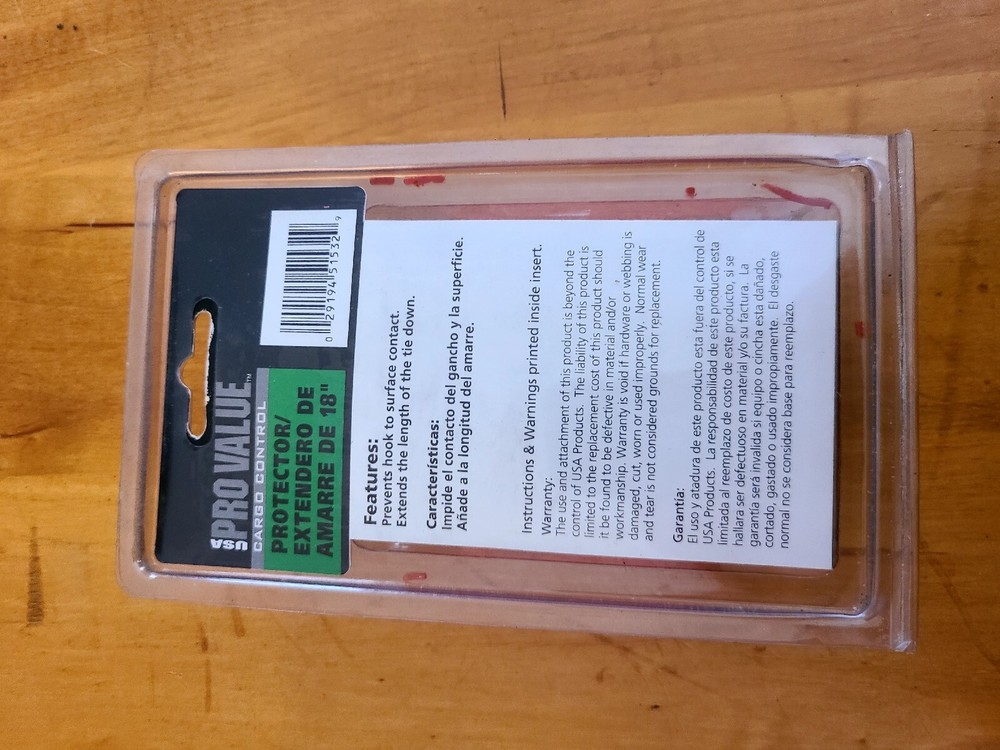 USA
PRO VALUE™
CARGO CONTROL
PROTECTOR/
EXTENDERO DE
AMARRE DE 18"
0 29194 51532 9
Features:
Prevents hook to surface contact.
Extends the length of the tie down.
Características:
Impide el contacto del gancho y la superficie.
Añade a la longitud del amarre.
Instructions & Warnings printed inside insert.
Warranty:
The use and attachment of this product is beyond the
control of USA Products. The liability of this product is
limited to the replacement cost of this product should
it be found to be defective in material and/or
workmanship. Warranty is void if hardware or webbing is
damaged, cut, worn or used improperly. Normal wear
and tear is not considered grounds for replacement.
Garantia:
El uso y atadura de este producto esta fuera del control de
USA Products. La responsabilidad de este producto esta
limitada al reemplazo de costo de este producto, si se
hallara ser defectuoso en material y/o su factura. La
garantía será invalida si equipo o cincha esta dañado,
cortado, gastado o usado impropiamente. El desgaste
normal no se considera base para reemplazo.